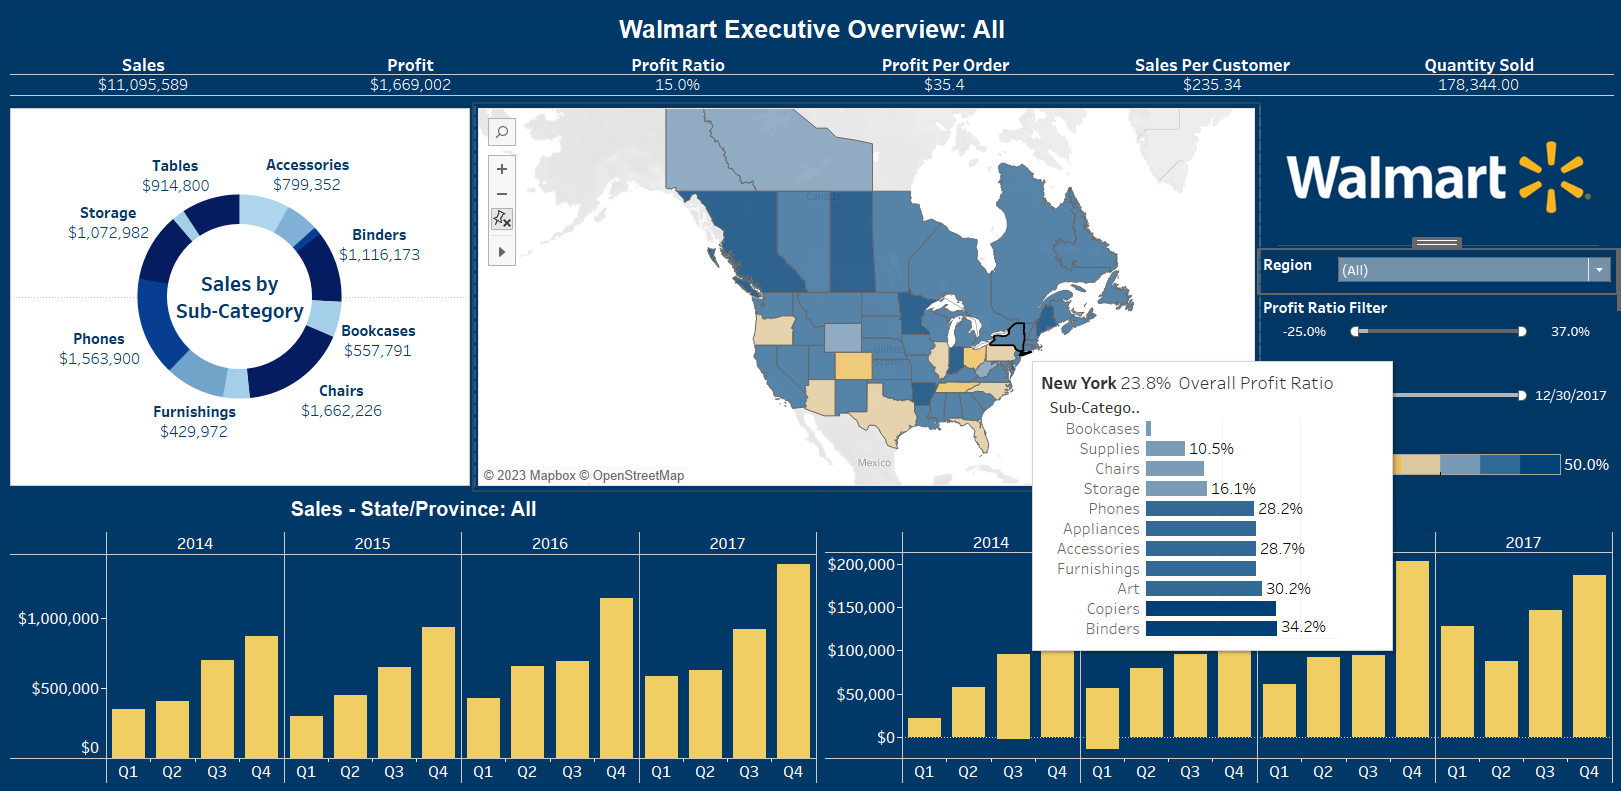 Walmart Executive Overview: All
Sales Profit Profit Ratio Profit Per Order Sales Per Customer Quantity Sold
$11,095,589 $1,669,002 15.0% $35.4 $235.34 178,344.00
Tables
$914,800
Accessories
$799,352
Storage
$1,072,982
Binders
$1,116,173
Sales by
Sub-Category
Phones
$1,563,900
Bookcases
$557,791
Chairs
$1,662,226
Furnishings
$429,972
Canada
United
States
Mexico
© 2023 Mapbox © OpenStreetMap
Walmart
Region (All)
Profit Ratio Filter
-25.0% 37.0%
12/30/2017
50.0%
New York 23.8% Overall Profit Ratio
Sub-Catego..
Bookcases
Supplies 10.5%
Chairs
Storage 16.1%
Phones 28.2%
Appliances
Accessories 28.7%
Furnishings
Art 30.2%
Copiers
Binders 34.2%
Sales - State/Province: All
2014 2015 2016 2017
$1,000,000
$500,000
$0
Q1 Q2 Q3 Q4 Q1 Q2 Q3 Q4 Q1 Q2 Q3 Q4 Q1 Q2 Q3 Q4
2014 2017
$200,000
$150,000
$100,000
$50,000
$0
Q1 Q2 Q3 Q4 Q1 Q2 Q3 Q4 Q1 Q2 Q3 Q4 Q1 Q2 Q3 Q4